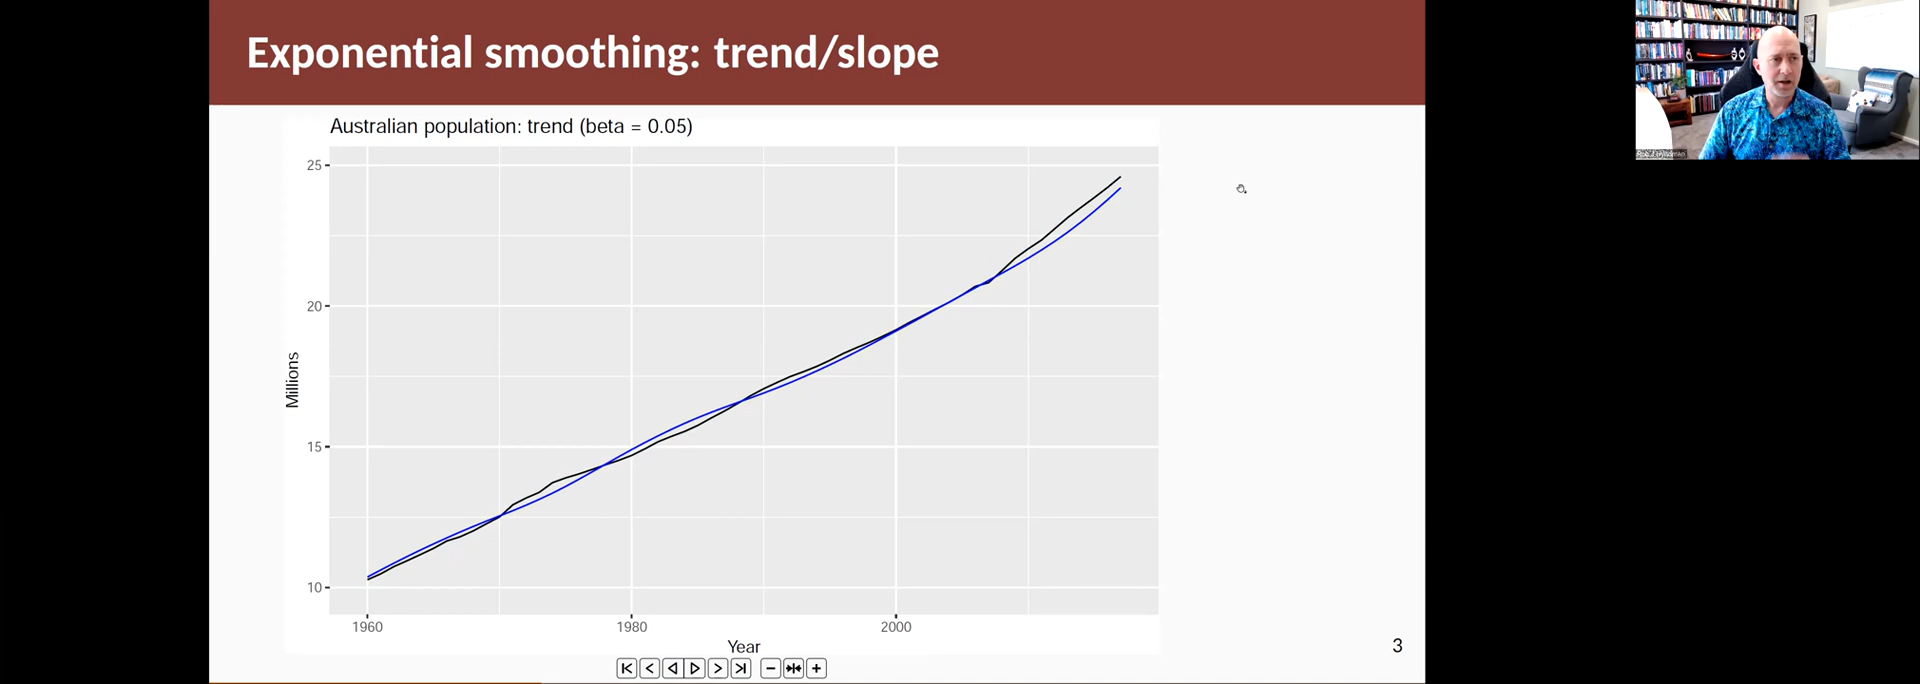 Exponential smoothing: trend/slope
Australian population: trend (beta = 0.05)
25
20
15
10
Millions
1960
1980
2000
Year
3